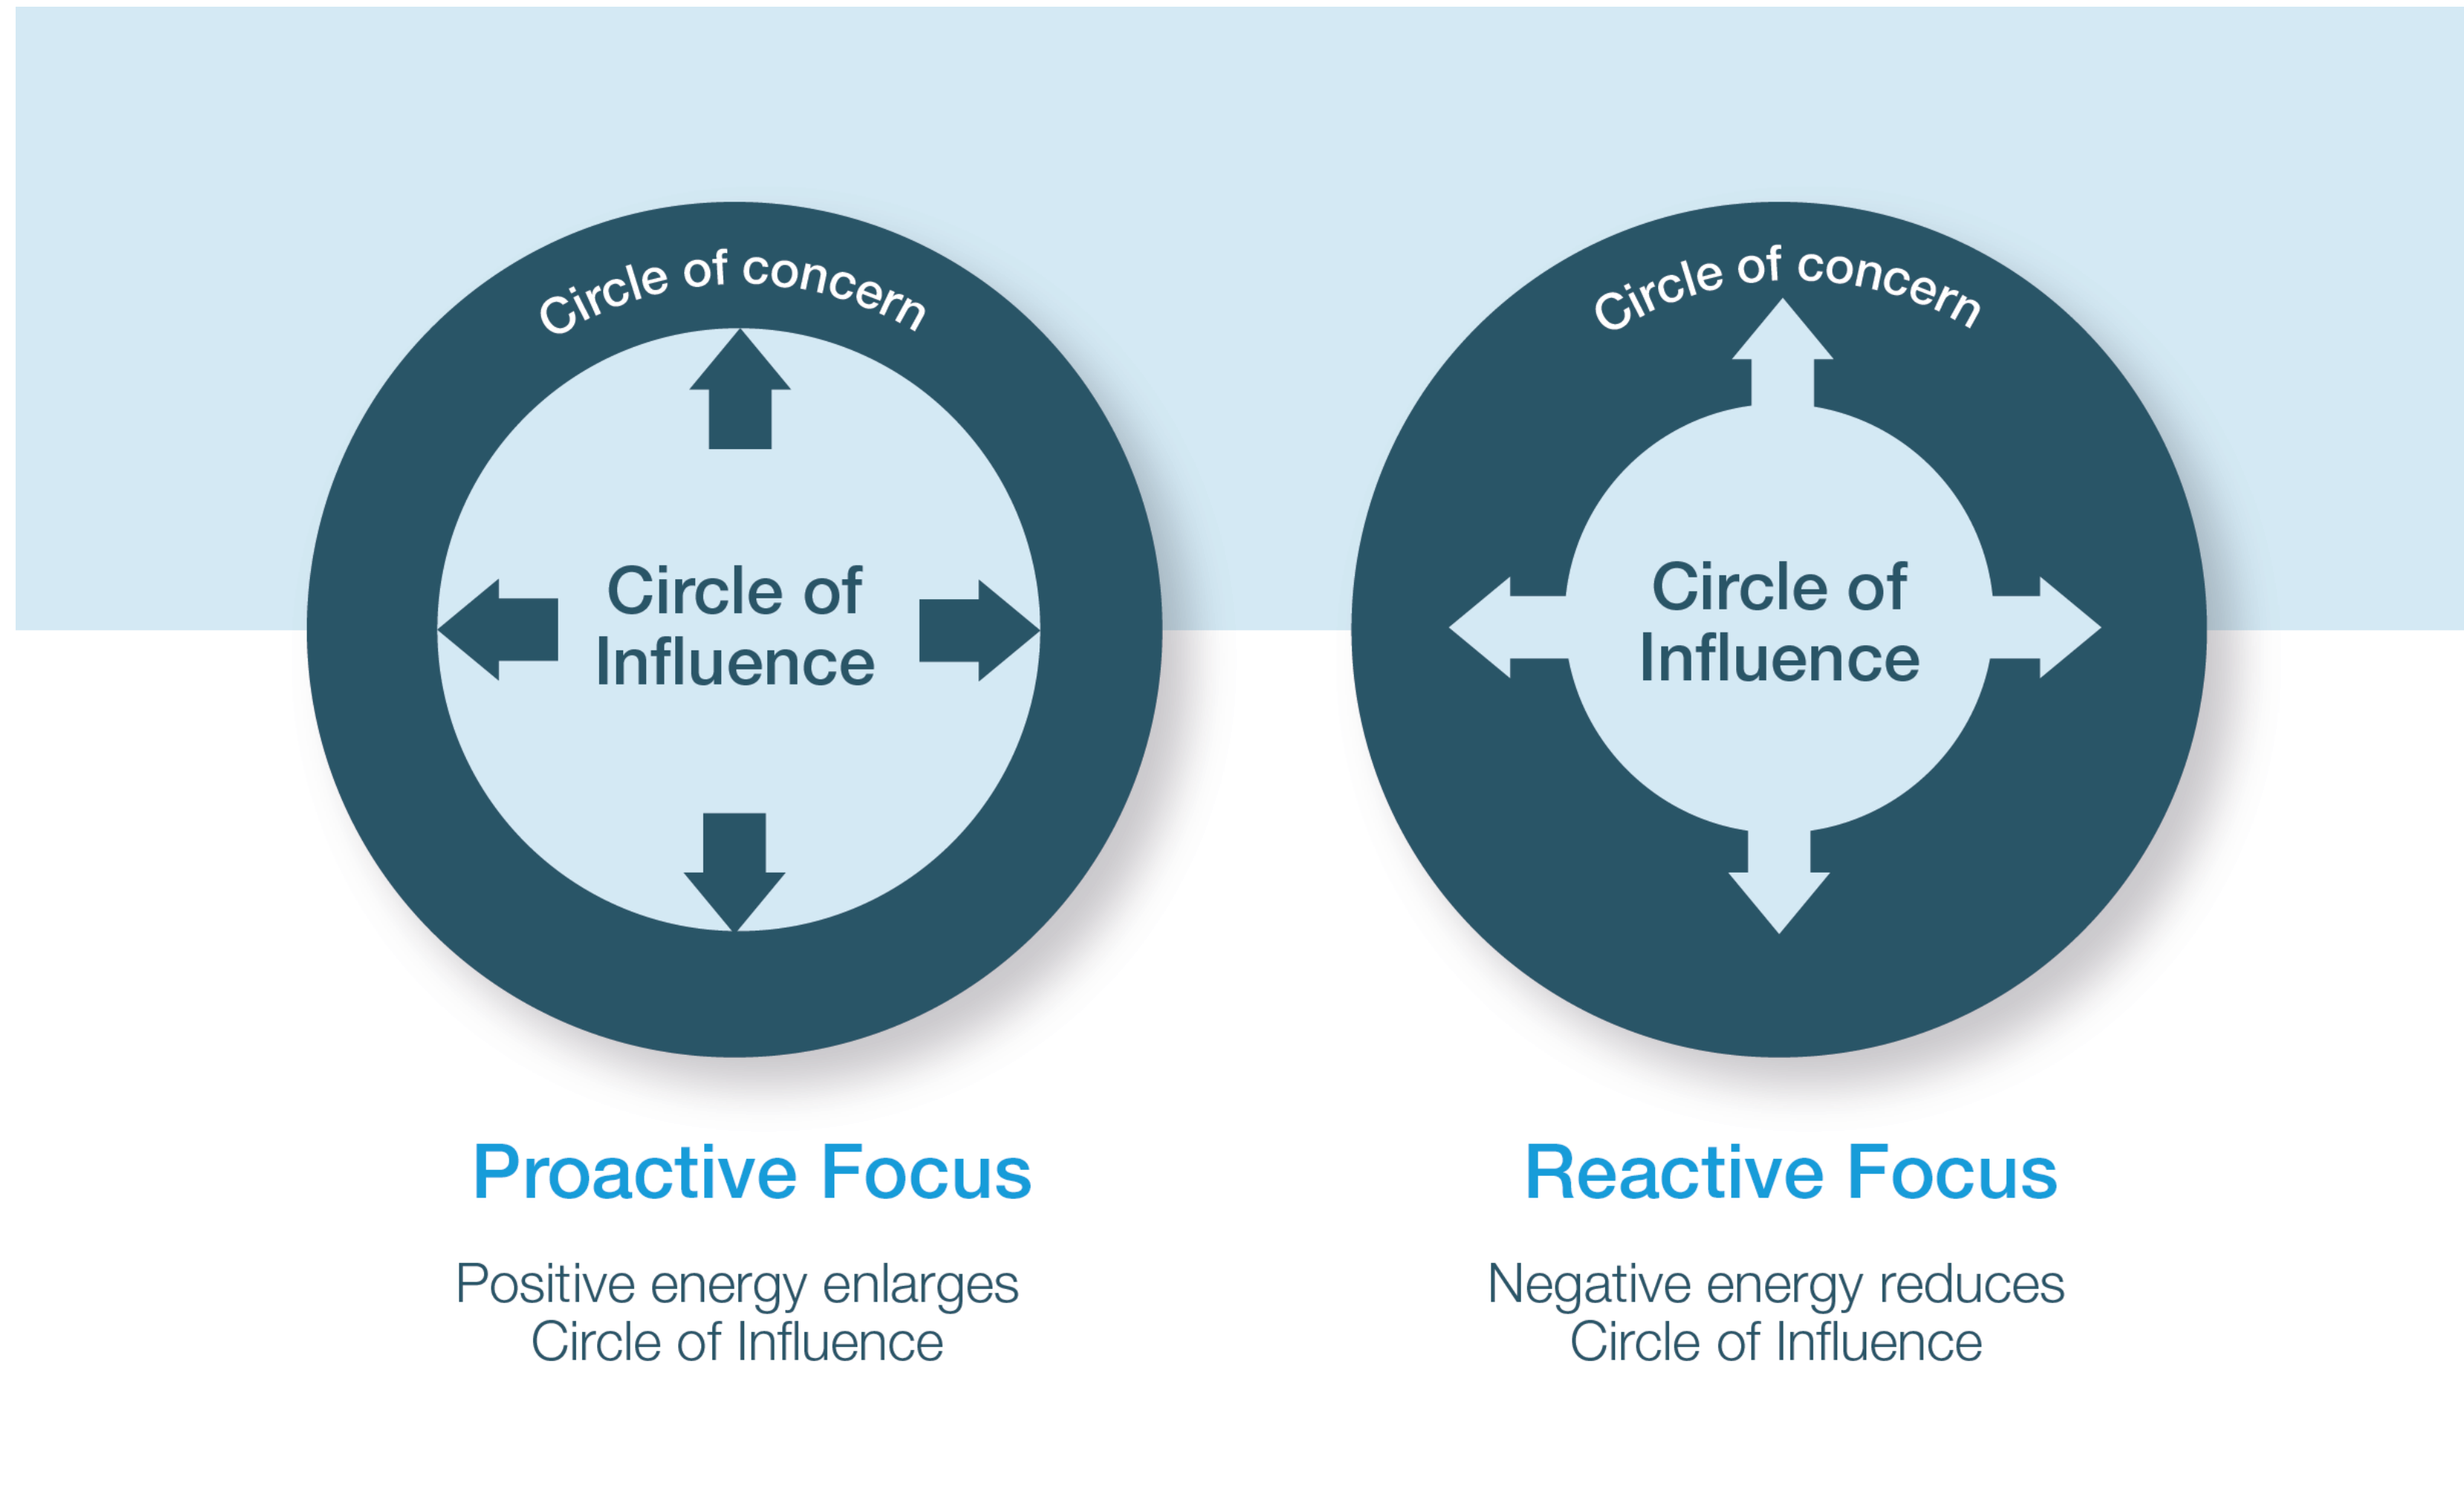 Circle of concern
Circle of
Influence
Proactive Focus
Positive energy enlarges
Circle of Influence
Circle of concern
Circle of
Influence
Reactive Focus
Negative energy reduces
Circle of Influence